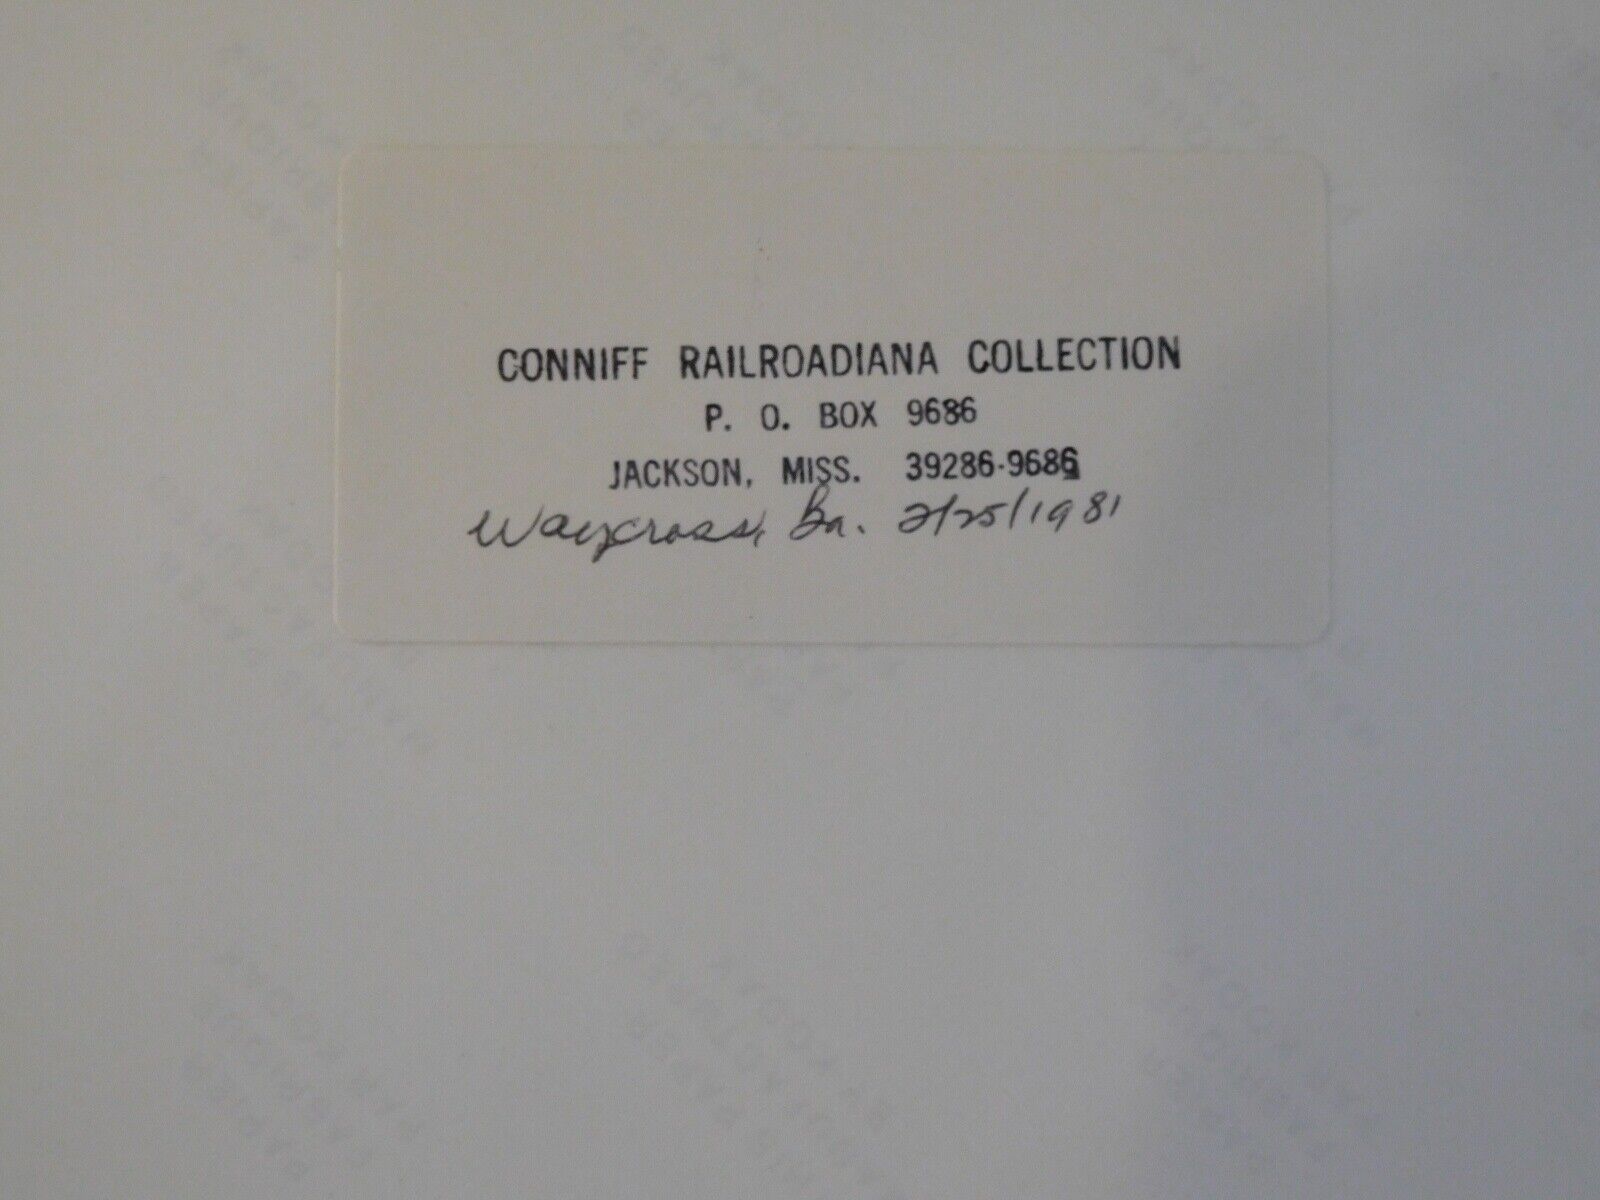 CONNIFF RAILROADIANA COLLECTION
P. O. BOX 9686
JACKSON, MISS. 39286-9686
Waycross, Ga. 2/25/1981